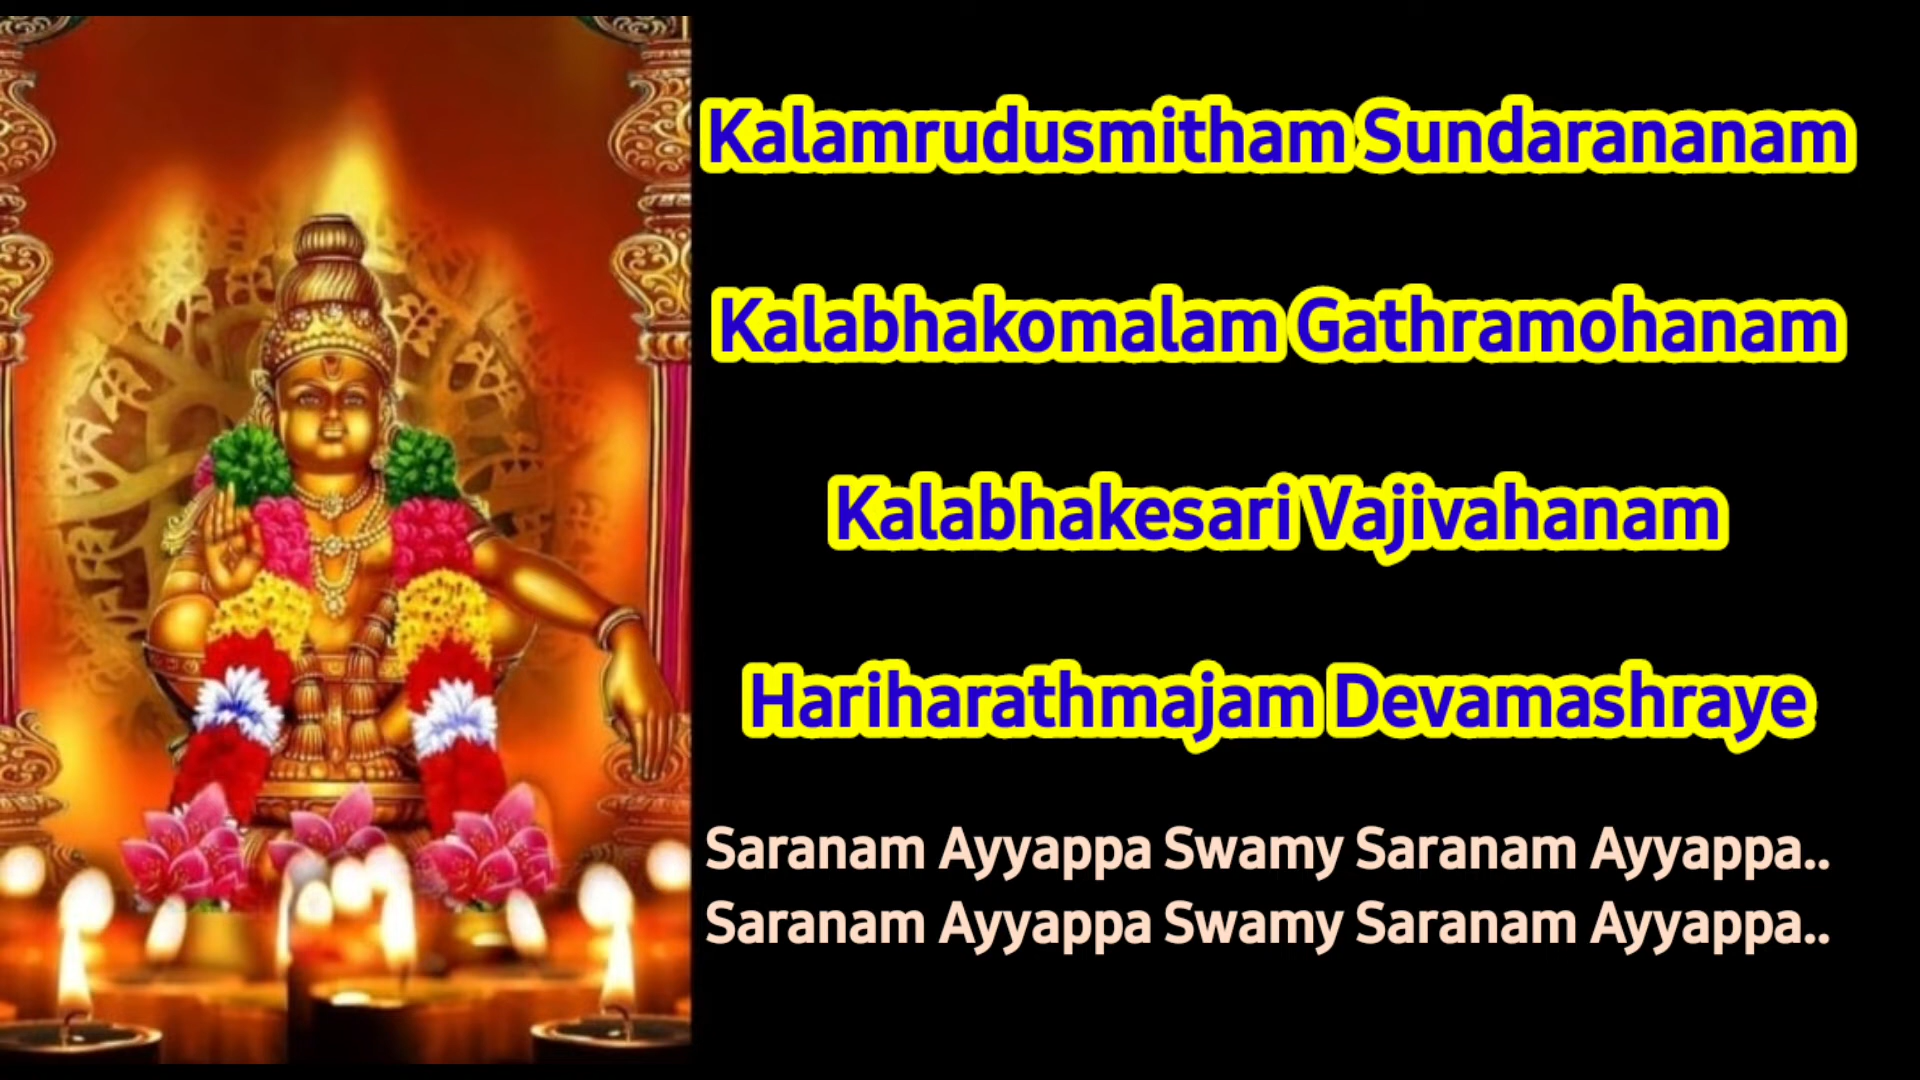 Kalamrudusmitham Sundarananam
Kalabhakomalam Gathramohanam
Kalabhakesari Vajivahanam
Hariharathmajam Devamashraye
Saranam Ayyappa Swamy Saranam Ayyappa..
Saranam Ayyappa Swamy Saranam Ayyappa..